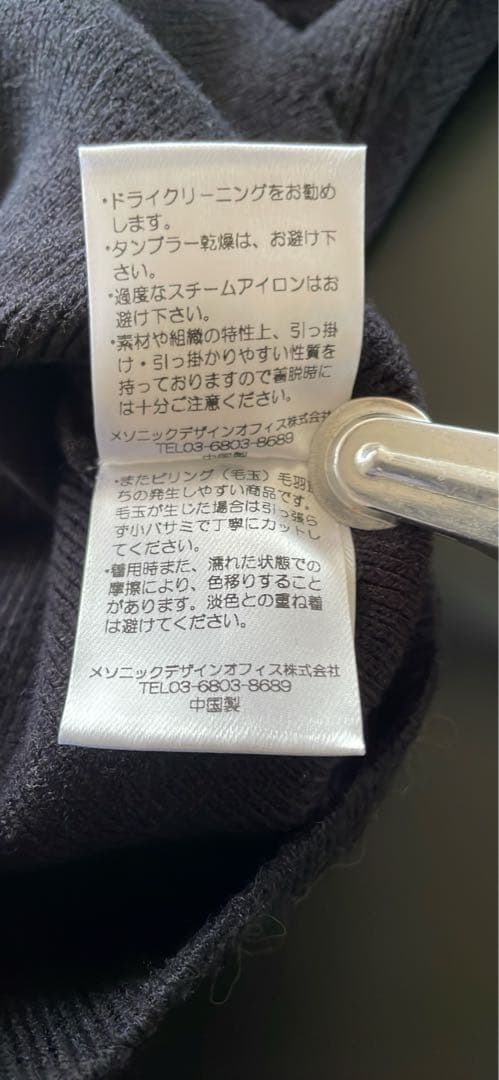 ・ドライクリーニングをお勧め
します。
・タンブラー乾燥は、お避け下
さい。
・過度なスチームアイロンはお
避け下さい。
・素材や組織の特性上、引っ掛
け・引っ掛かりやすい性質を
持っておりますので着脱時に
は十分ご注意ください。
メソニックデザインオフィス株式会社
TEL03-6803-8689
中国製
・またピリング（毛玉）毛羽
ちの発生しやすい商品です。
毛玉が生じた場合は引っ張ら
ず小バサミで丁寧にカットし
てください。
・着用時また、濡れた状態での
摩擦により、色移りすること
があります。淡色との重ね着
は避けてください。
メソニックデザインオフィス株式会社
TEL03-6803-8689
中国製